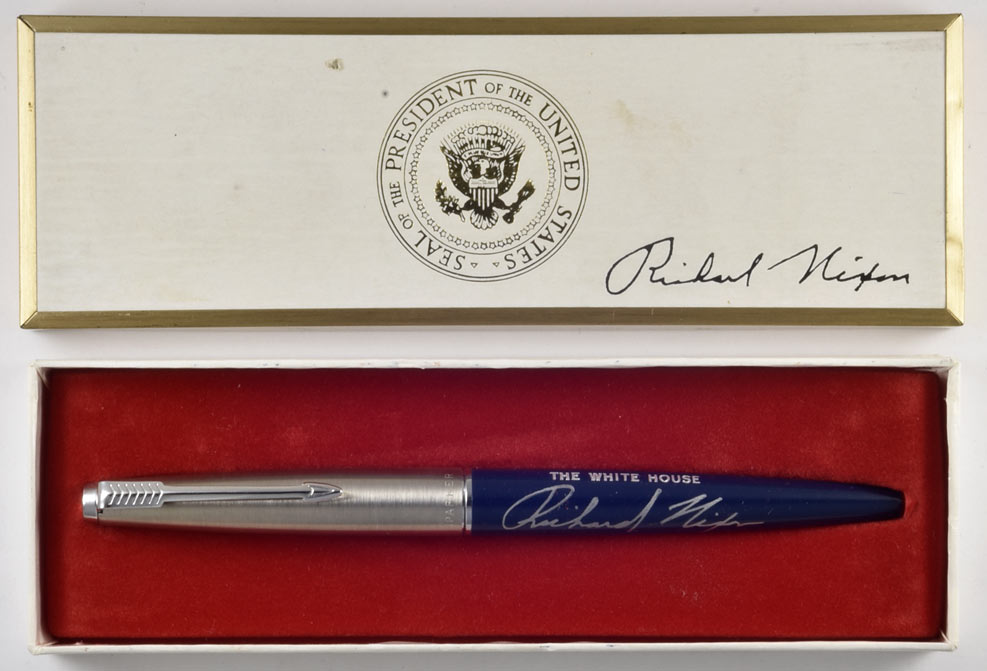 SEAL OF THE PRESIDENT OF THE UNITED STATES
Richard Nixon
PARKER
THE WHITE HOUSE
Richard Nixon